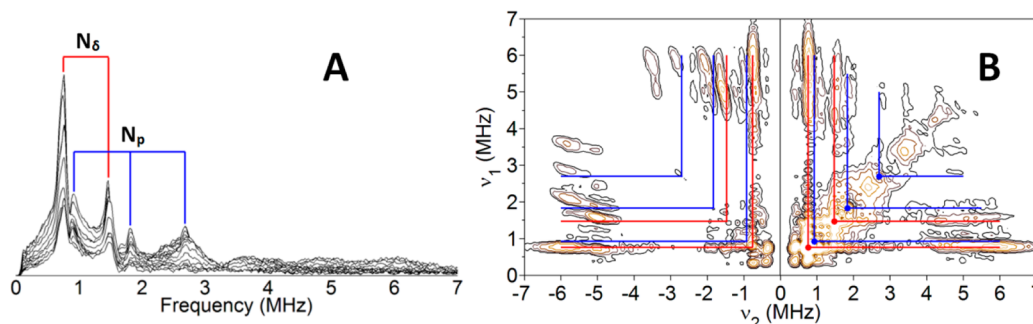 A
Nδ
Np
0 1 2 3 4 5 6 7
Frequency (MHz)
B
7
6
5
4
3
2
1
0
ν1 (MHz)
-7 -6 -5 -4 -3 -2 -1 0 1 2 3 4 5 6 7
ν2 (MHz)